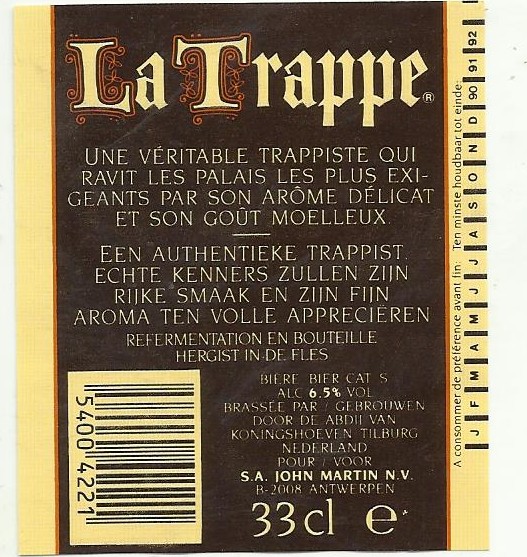 La Trappe®
UNE VÉRITABLE TRAPPISTE QUI
RAVIT LES PALAIS LES PLUS EXI-
GEANTS PAR SON ARÔME DÉLICAT
ET SON GOÛT MOELLEUX.
EEN AUTHENTIEKE TRAPPIST.
ECHTE KENNERS ZULLEN ZIJN
RIJKE SMAAK EN ZIJN FIJN
AROMA TEN VOLLE APPRECIËREN
REFERMENTATION EN BOUTEILLE
HERGIST IN DE FLES
BIÈRE BIER CAT S
ALC 6.5% VOL
BRASSÉE PAR / GEBROUWEN
DOOR DE ABDIJ VAN
KONINGSHOEVEN TILBURG
NEDERLAND
POUR / VOOR
S.A. JOHN MARTIN N.V.
B-2008 ANTWERPEN
33cl e*
5400 4221
A consommer de préférence avant fin: Ten minste houdbaar tot einde:
J F M A M J J A S O N D 90 91 92